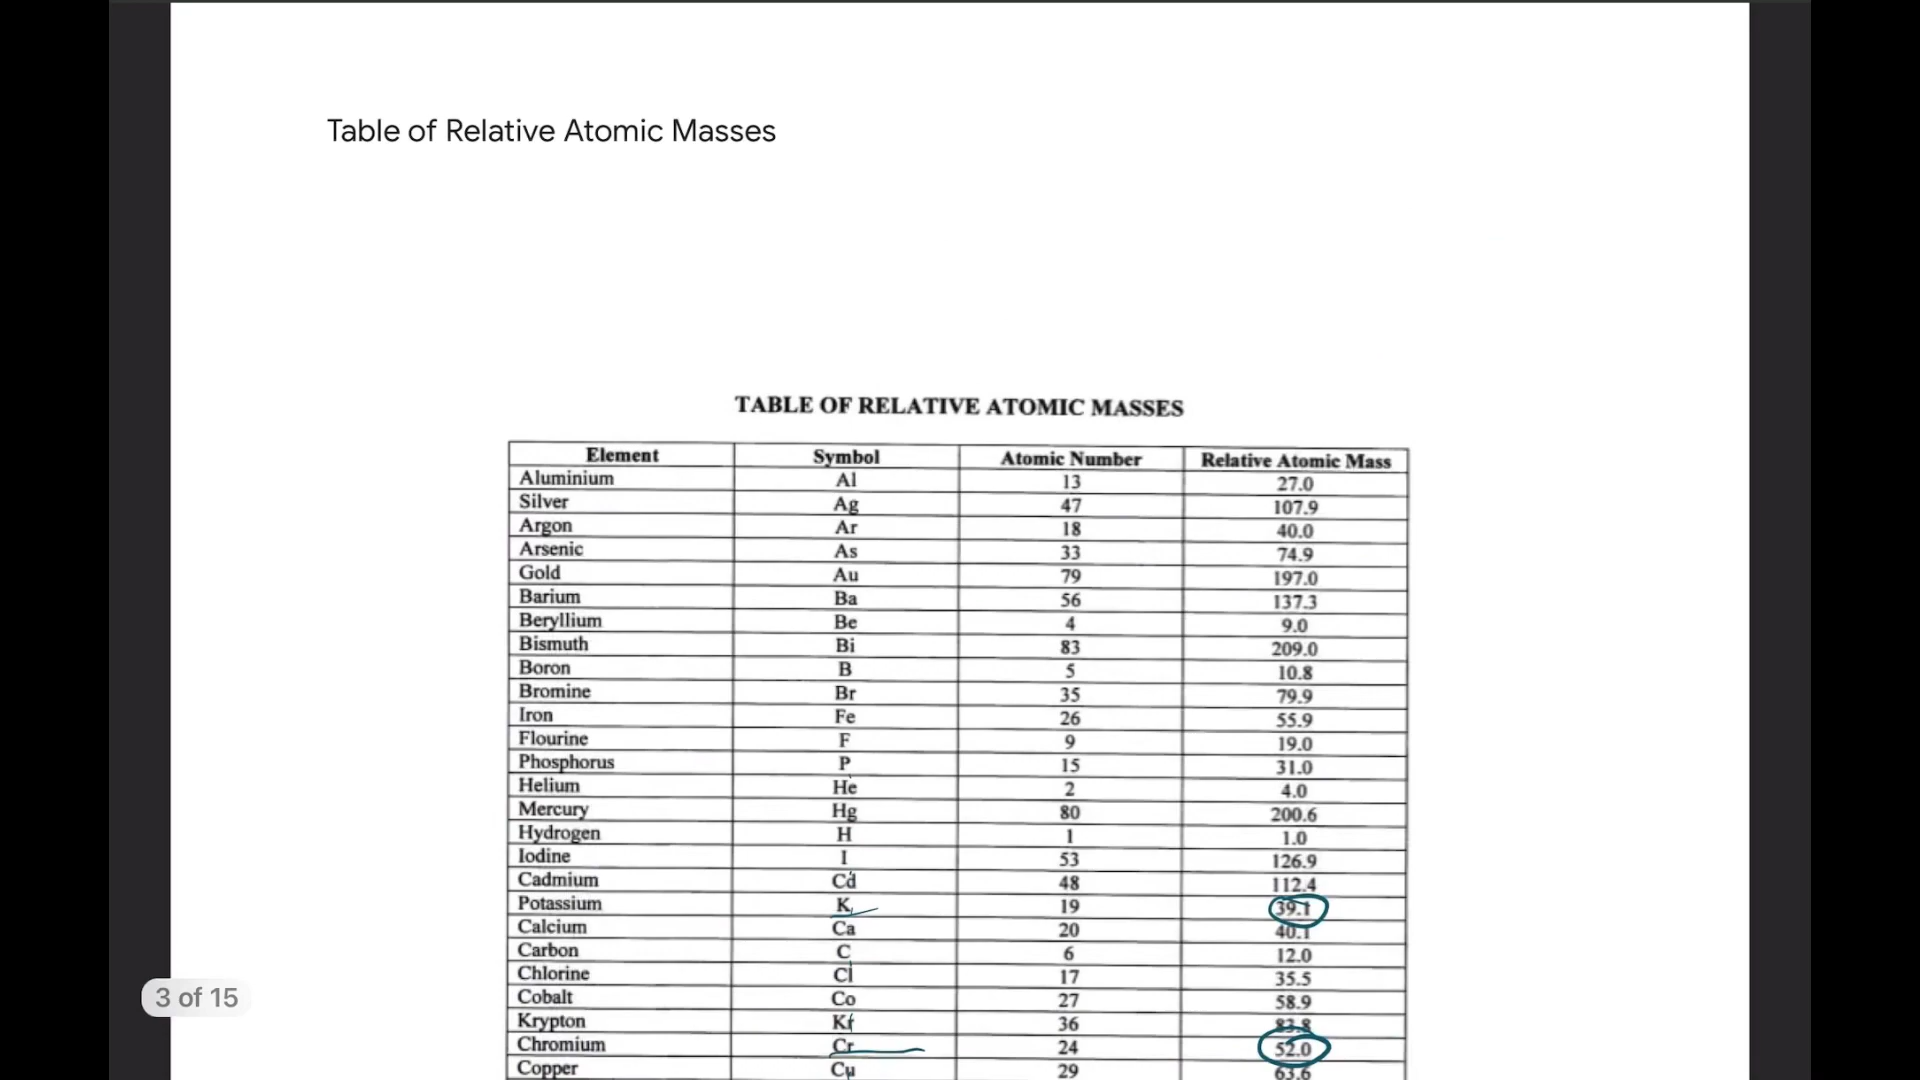 Table of Relative Atomic Masses
TABLE OF RELATIVE ATOMIC MASSES
Element Symbol Atomic Number Relative Atomic Mass
Aluminium Al 13 27.0
Silver Ag 47 107.9
Argon Ar 18 40.0
Arsenic As 33 74.9
Gold Au 79 197.0
Barium Ba 56 137.3
Beryllium Be 4 9.0
Bismuth Bi 83 209.0
Boron B 5 10.8
Bromine Br 35 79.9
Iron Fe 26 55.9
Flourine F 9 19.0
Phosphorus P 15 31.0
Helium He 2 4.0
Mercury Hg 80 200.6
Hydrogen H 1 1.0
Iodine I 53 126.9
Cadmium Cd 48 112.4
Potassium K 19 39.1
Calcium Ca 20 40.1
Carbon C 6 12.0
Chlorine Cl 17 35.5
Cobalt Co 27 58.9
Krypton Kr 36 83.8
Chromium Cr 24 52.0
Copper Cu 29 63.6
3 of 15